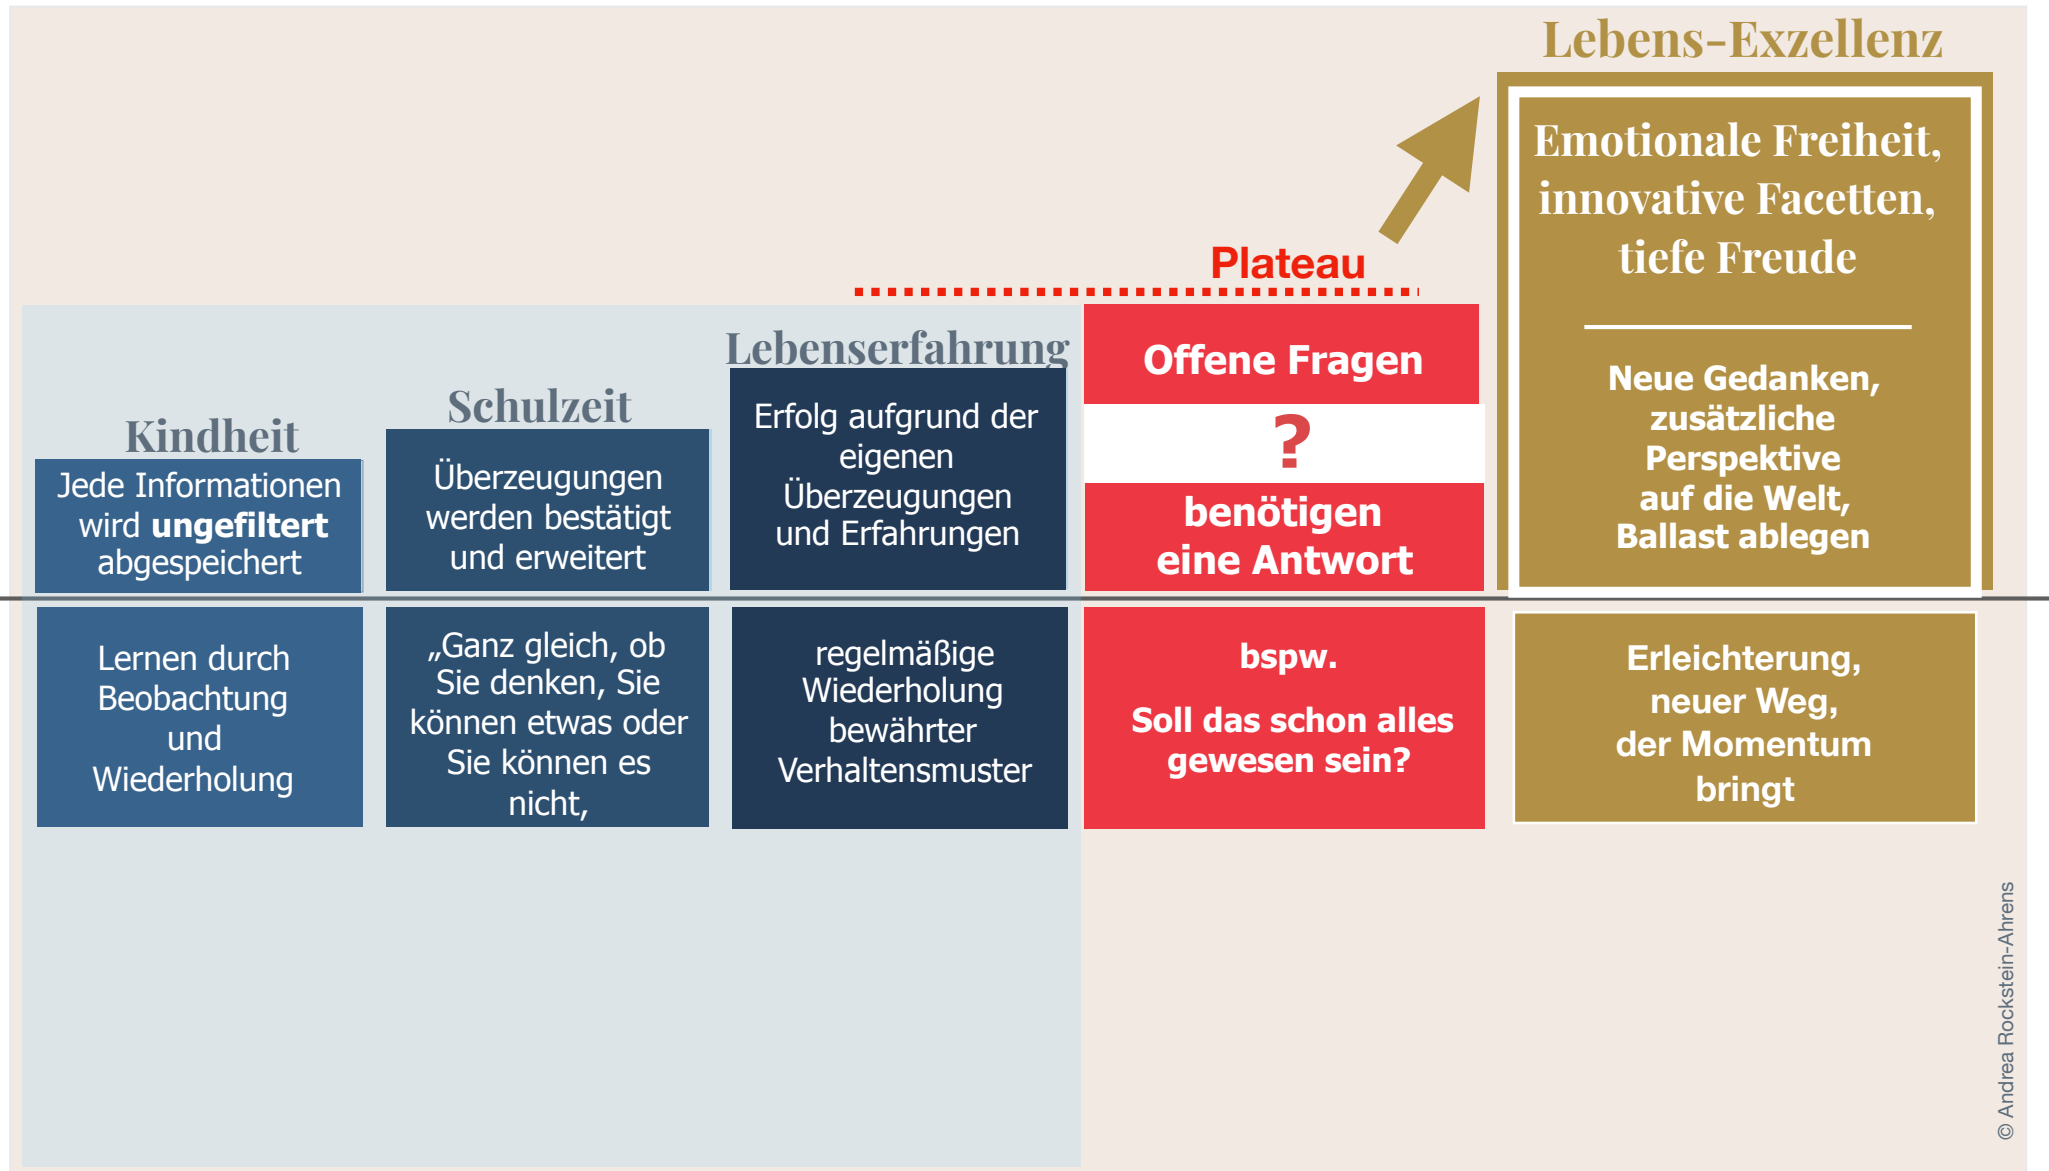 Lebens-Exzellenz
Emotionale Freiheit,
innovative Facetten,
tiefe Freude
Neue Gedanken,
zusätzliche
Perspektive
auf die Welt,
Ballast ablegen
Plateau
Offene Fragen
?
benötigen
eine Antwort
Lebenserfahrung
Erfolg aufgrund der
eigenen
Überzeugungen
und Erfahrungen
Schulzeit
Überzeugungen
werden bestätigt
und erweitert
Kindheit
Jede Informationen
wird ungefiltert
abgespeichert
Lernen durch
Beobachtung
und
Wiederholung
„Ganz gleich, ob
Sie denken, Sie
können etwas oder
Sie können es
nicht,
regelmäßige
Wiederholung
bewährter
Verhaltensmuster
bspw.
Soll das schon alles
gewesen sein?
Erleichterung,
neuer Weg,
der Momentum
bringt
© Andrea Rockstein-Ahrens